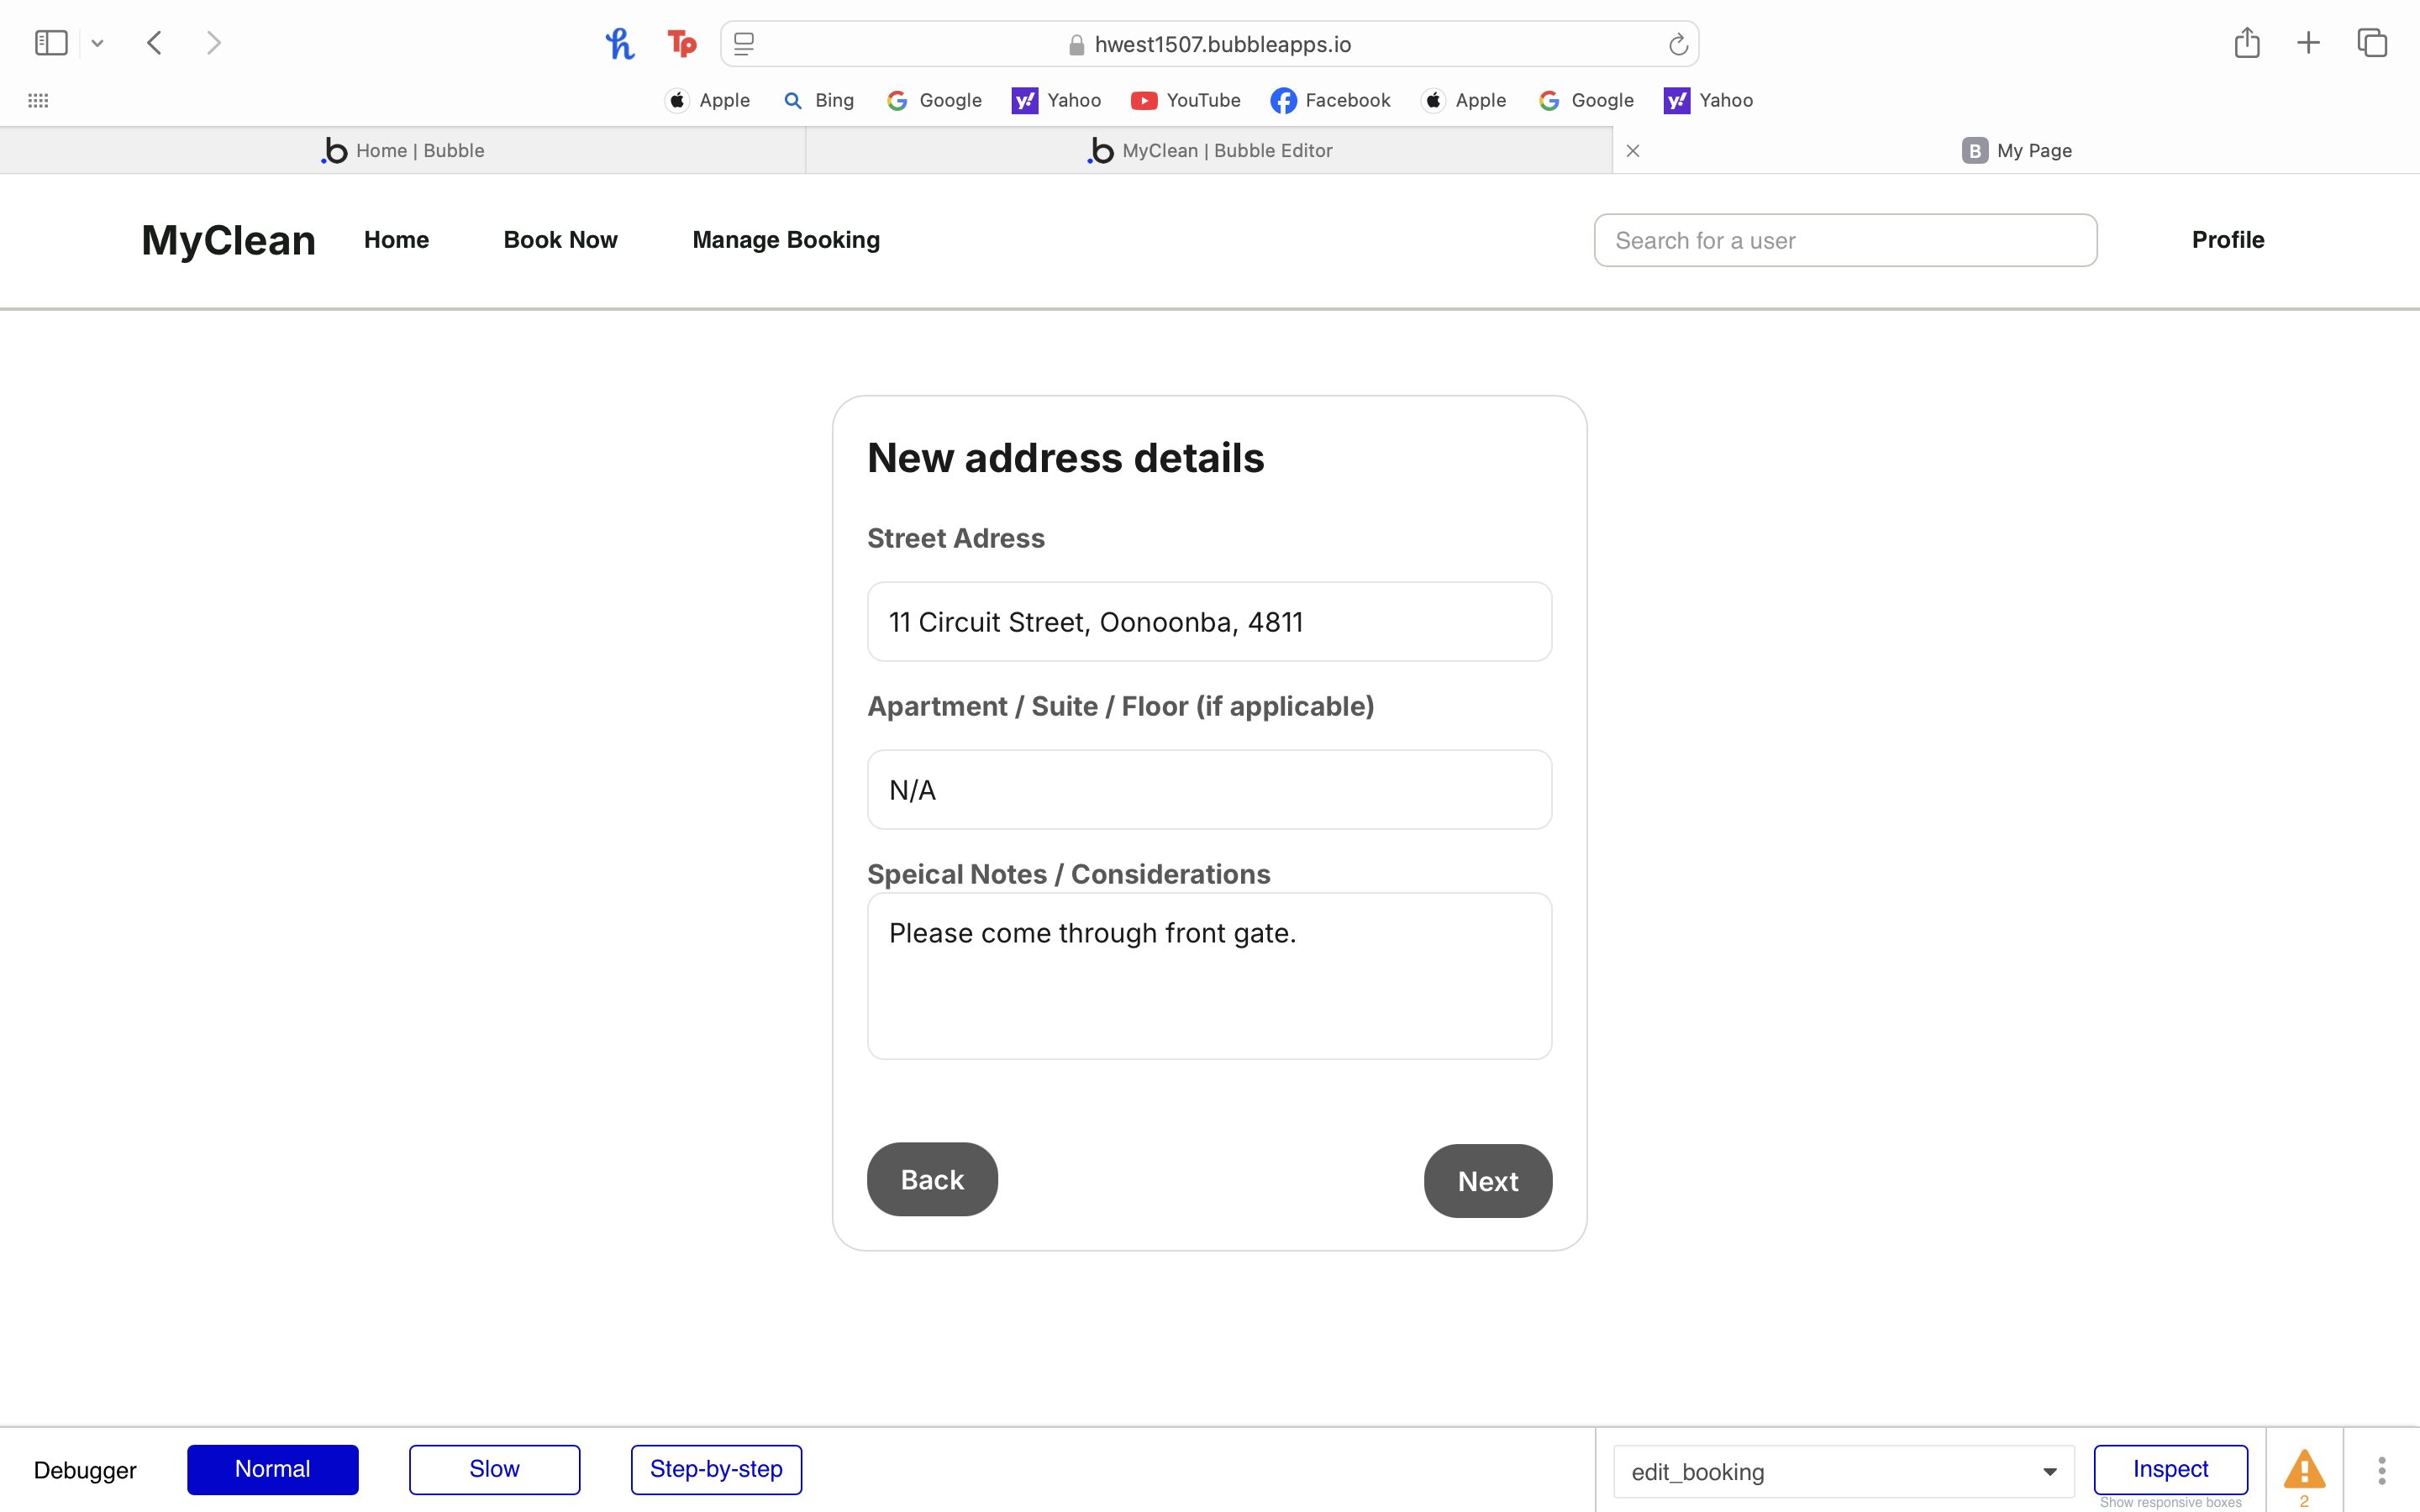 hwest1507.bubbleapps.io
Apple Bing Google Yahoo YouTube Facebook Apple Google Yahoo
Home | Bubble MyClean | Bubble Editor My Page
MyClean Home Book Now Manage Booking Search for a user Profile
New address details
Street Adress
11 Circuit Street, Oonoonba, 4811
Apartment / Suite / Floor (if applicable)
N/A
Speical Notes / Considerations
Please come through front gate.
Back Next
Debugger Normal Slow Step-by-step edit_booking Inspect
Show responsive boxes 2